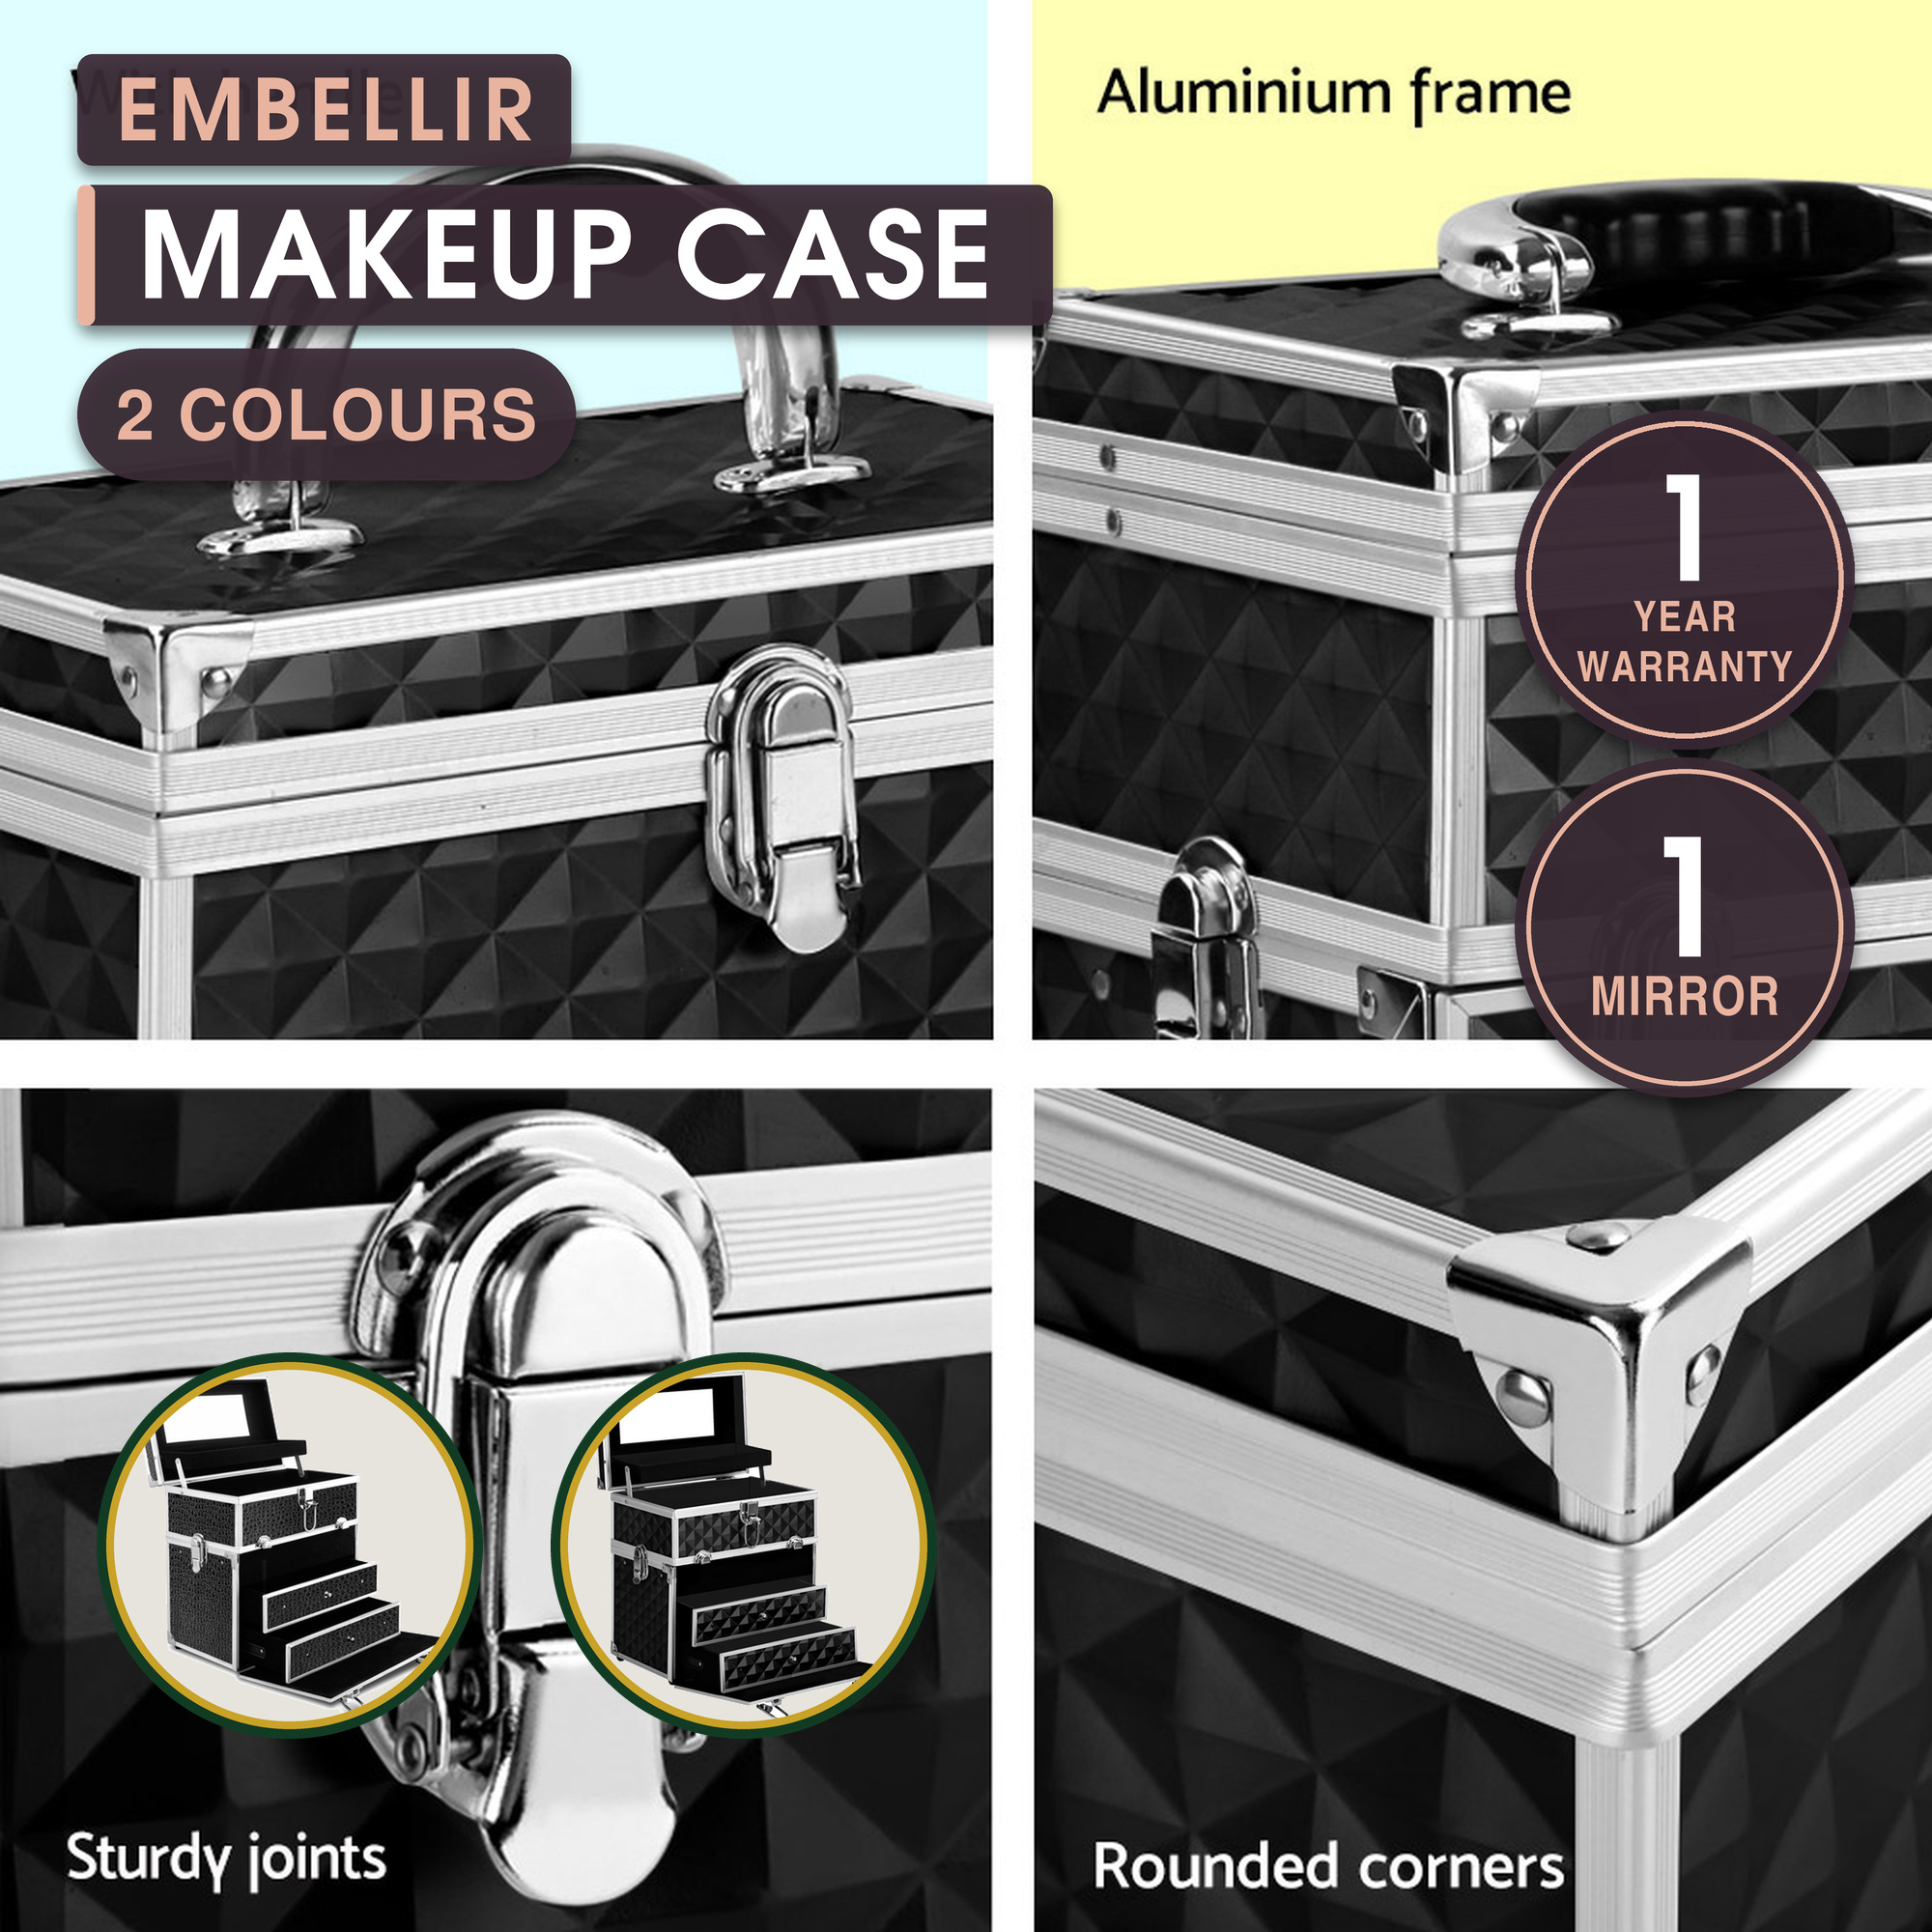 EMBELLIR
MAKEUP CASE
2 COLOURS
Aluminium frame
1
YEAR
WARRANTY
1
MIRROR
Sturdy joints
Rounded corners